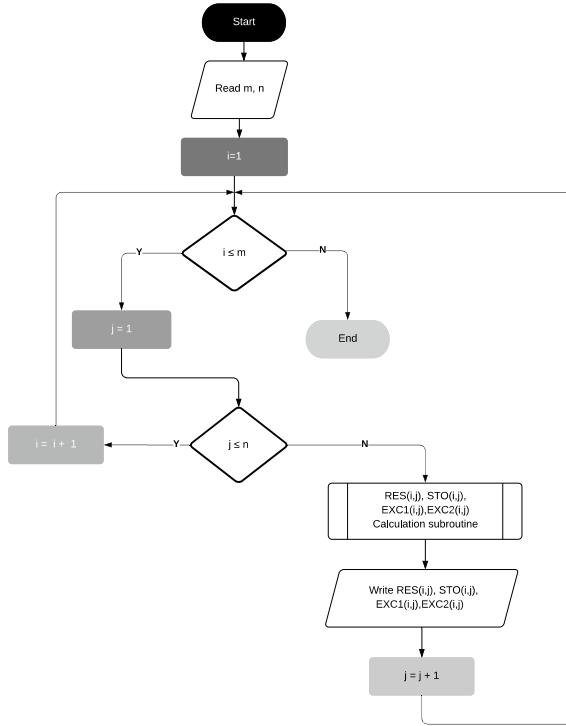 Start
Read m, n
i=1
i ≤ m
Y
N
j = 1
End
j ≤ n
Y
N
i = i + 1
RES(i,j), STO(i,j),
EXC1(i,j),EXC2(i,j)
Calculation subroutine
Write RES(i,j), STO(i,j),
EXC1(i,j),EXC2(i,j)
j = j + 1